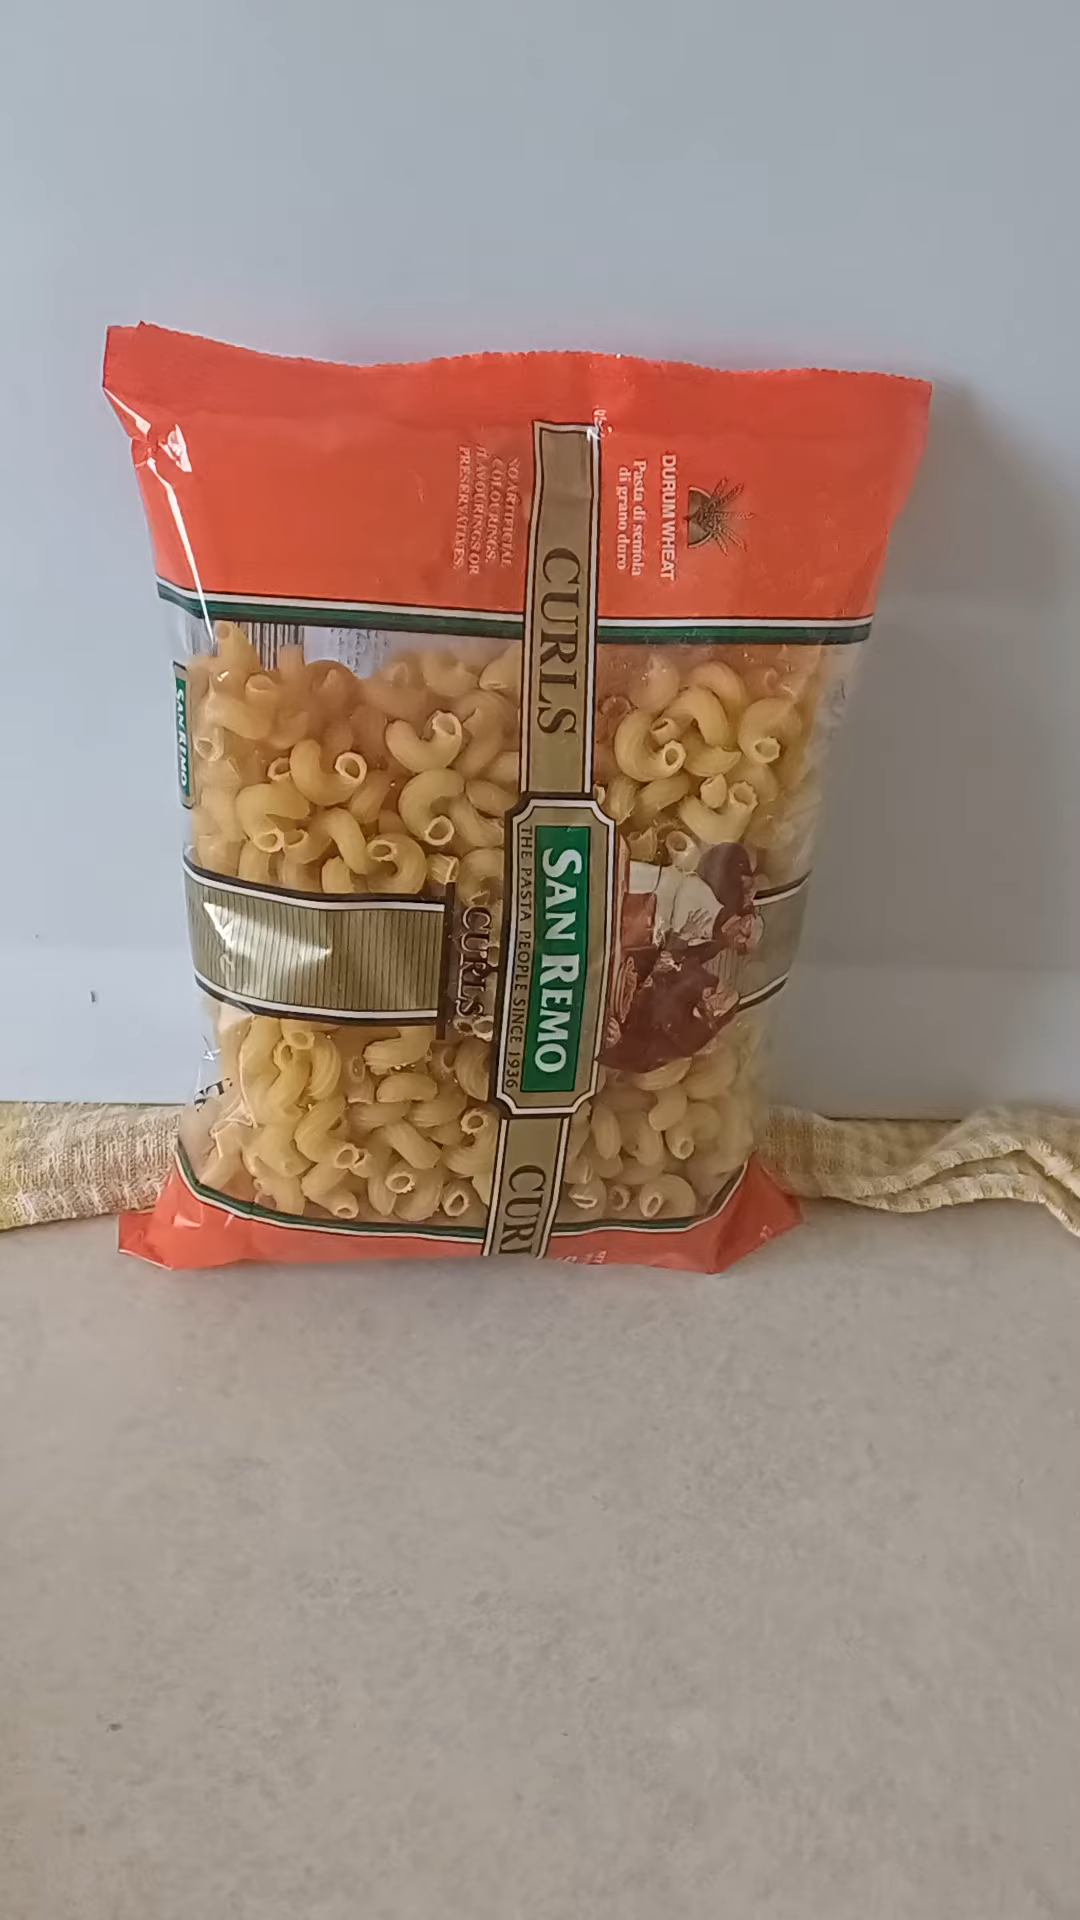 DURUM WHEAT
Pasta di semola
di grano duro
CURLS
NO ARTIFICIAL
COLOURINGS,
FLAVOURINGS OR
PRESERVATIVES.
SAN REMO
THE PASTA PEOPLE SINCE 1936
CURLS
SAN REMO
CURL